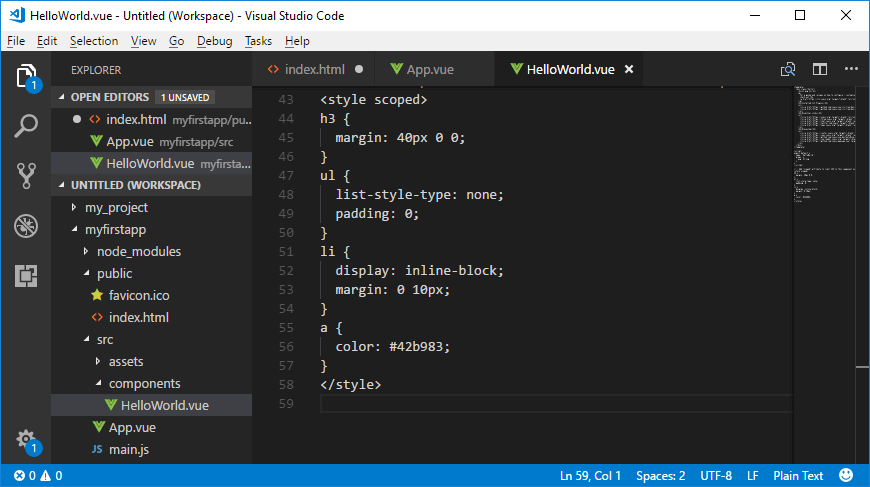 HelloWorld.vue - Untitled (Workspace) - Visual Studio Code
File Edit Selection View Go Debug Tasks Help
EXPLORER
OPEN EDITORS 1 UNSAVED
index.html myfirstapp/pu...
App.vue myfirstapp/src
HelloWorld.vue myfirsta...
UNTITLED (WORKSPACE)
my_project
myfirstapp
node_modules
public
favicon.ico
index.html
src
assets
components
HelloWorld.vue
App.vue
JS main.js
1
1
index.html App.vue HelloWorld.vue
43 <style scoped>
44 h3 {
45   margin: 40px 0 0;
46 }
47 ul {
48   list-style-type: none;
49   padding: 0;
50 }
51 li {
52   display: inline-block;
53   margin: 0 10px;
54 }
55 a {
56   color: #42b983;
57 }
58 </style>
59
0 0 Ln 59, Col 1 Spaces: 2 UTF-8 LF Plain Text